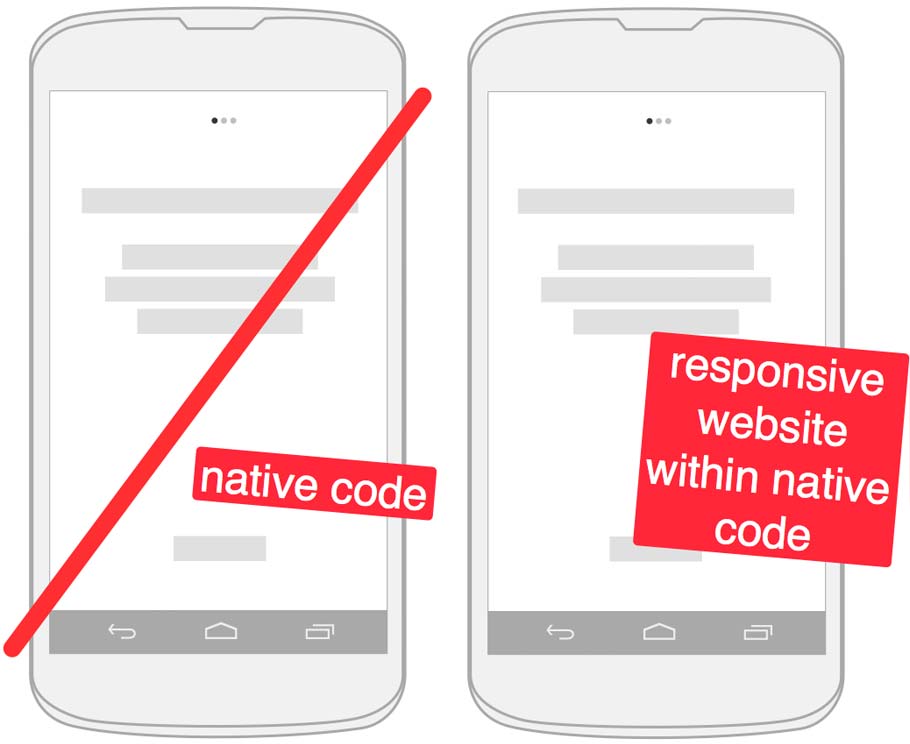 native code
responsive
website
within native
code